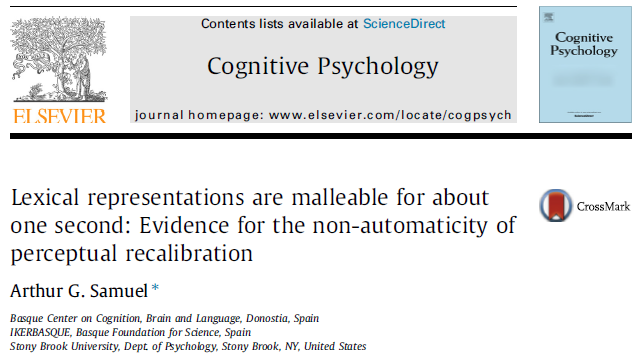 Contents lists available at ScienceDirect
Cognitive Psychology
journal homepage: www.elsevier.com/locate/cogpsych
ELSEVIER
Cognitive
Psychology
Lexical representations are malleable for about
one second: Evidence for the non-automaticity of
perceptual recalibration
CrossMark
Arthur G. Samuel *
Basque Center on Cognition, Brain and Language, Donostia, Spain
IKERBASQUE, Basque Foundation for Science, Spain
Stony Brook University, Dept. of Psychology, Stony Brook, NY, United States